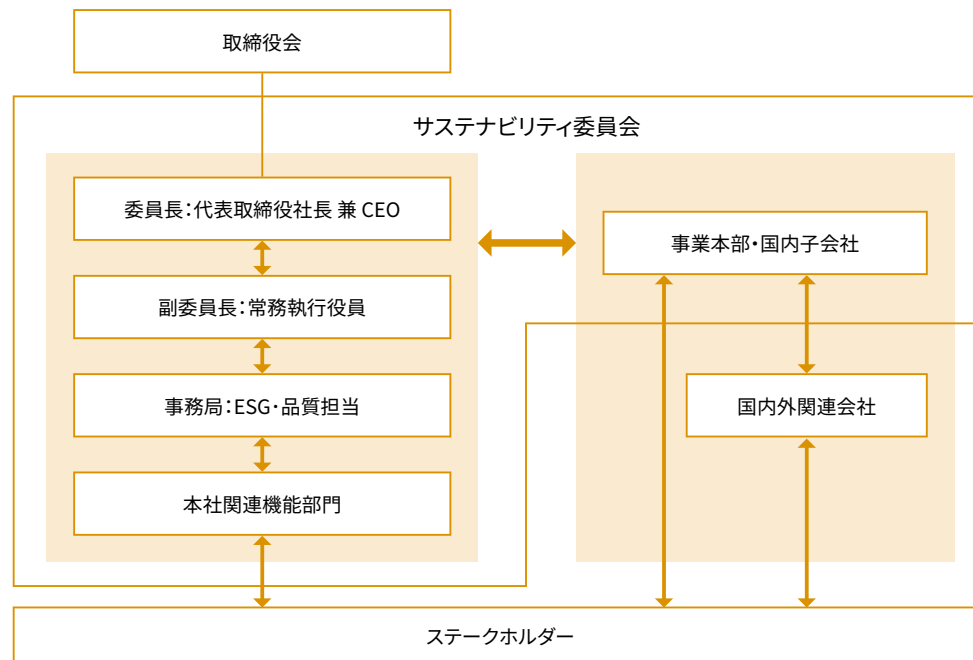 取締役会
サステナビリティ委員会
委員長：代表取締役社長 兼 CEO
副委員長：常務執行役員
事務局：ESG・品質担当
本社関連機能部門
事業本部・国内子会社
国内外関連会社
ステークホルダー